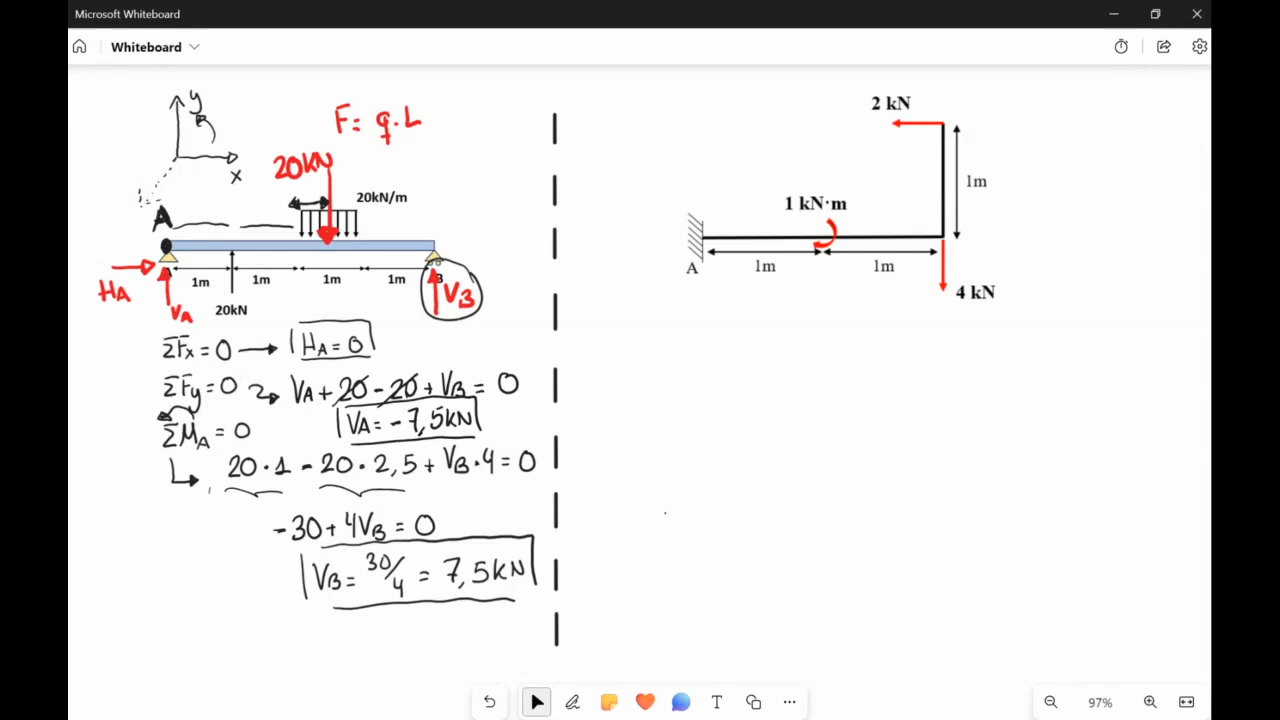 Microsoft Whiteboard
Whiteboard
y
x
F = q.L
20kN
20kN/m
A
1m
1m
1m
1m
B
HA
VA
20kN
VB
ΣFx = 0 → HA = 0
ΣFy = 0 → VA + 20 - 20 + VB = 0
VA = - 7,5kN
ΣMA = 0
20 · 1 - 20 · 2,5 + VB · 4 = 0
-30 + 4VB = 0
VB = 30/4 = 7,5kN
2 kN
1m
1 kN·m
A
1m
1m
4 kN
97%